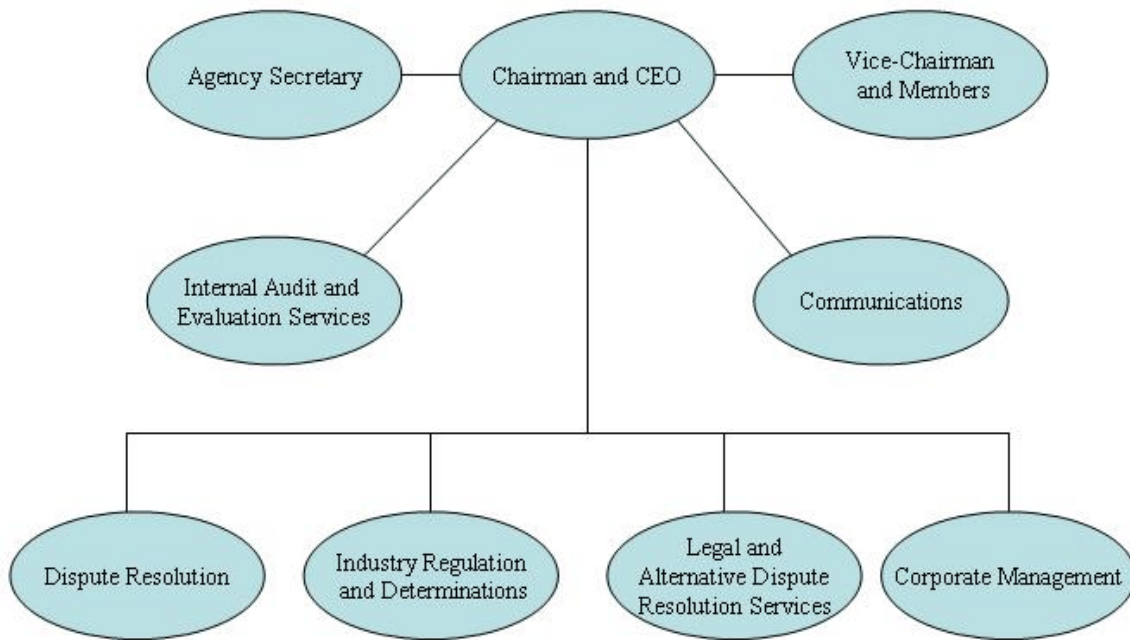 Agency Secretary
Chairman and CEO
Vice-Chairman
and Members
Internal Audit and
Evaluation Services
Communications
Dispute Resolution
Industry Regulation
and Determinations
Legal and
Alternative Dispute
Resolution Services
Corporate Management